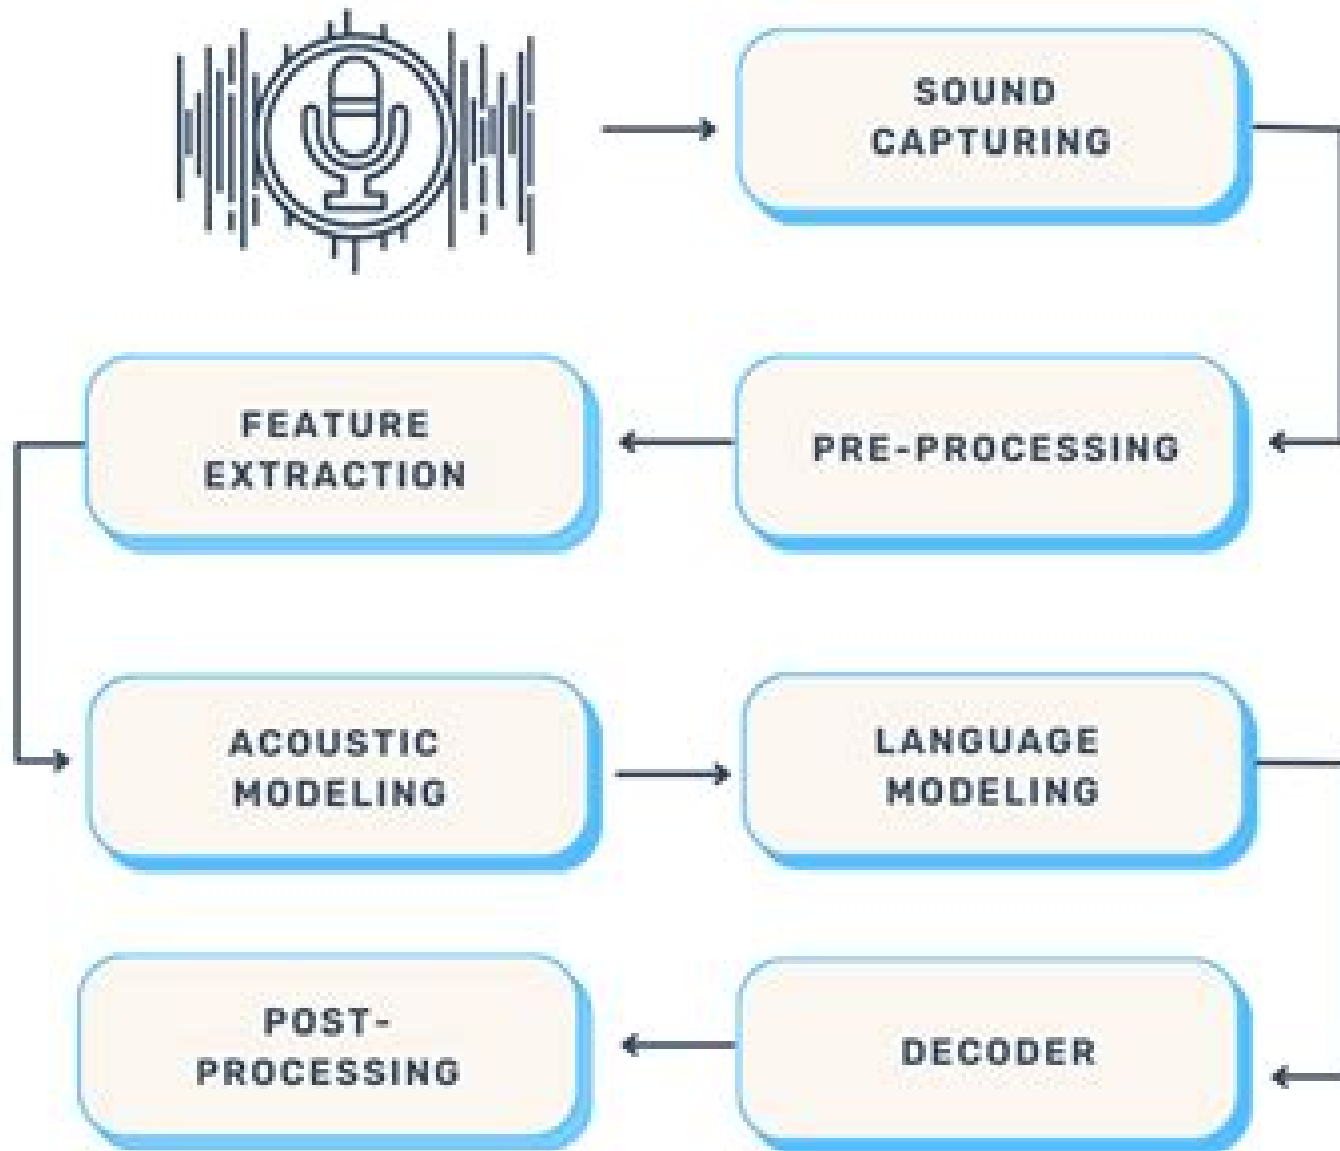 SOUND
CAPTURING
FEATURE
EXTRACTION
PRE-PROCESSING
ACOUSTIC
MODELING
LANGUAGE
MODELING
POST-
PROCESSING
DECODER